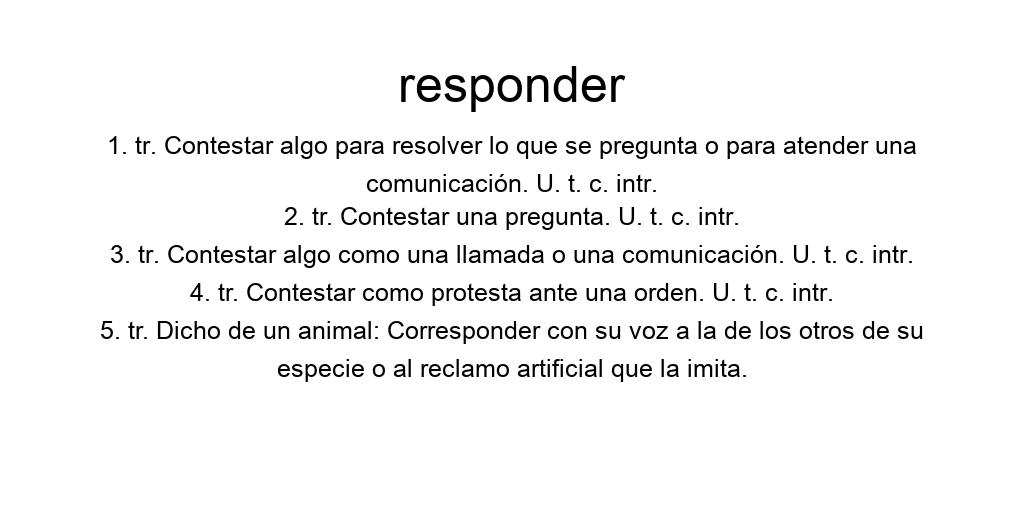 responder
1. tr. Contestar algo para resolver lo que se pregunta o para atender una
comunicación. U. t. c. intr.
2. tr. Contestar una pregunta. U. t. c. intr.
3. tr. Contestar algo como una llamada o una comunicación. U. t. c. intr.
4. tr. Contestar como protesta ante una orden. U. t. c. intr.
5. tr. Dicho de un animal: Corresponder con su voz a la de los otros de su
especie o al reclamo artificial que la imita.